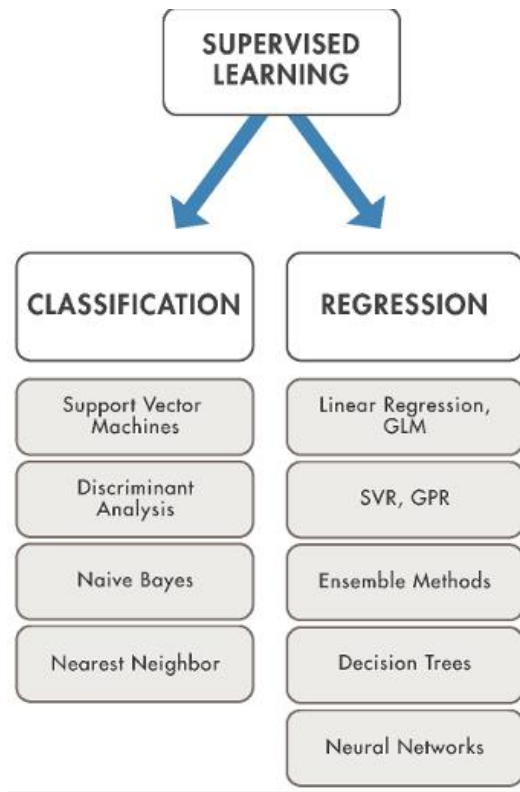 SUPERVISED
LEARNING
CLASSIFICATION
Support Vector
Machines
Discriminant
Analysis
Naive Bayes
Nearest Neighbor
REGRESSION
Linear Regression,
GLM
SVR, GPR
Ensemble Methods
Decision Trees
Neural Networks